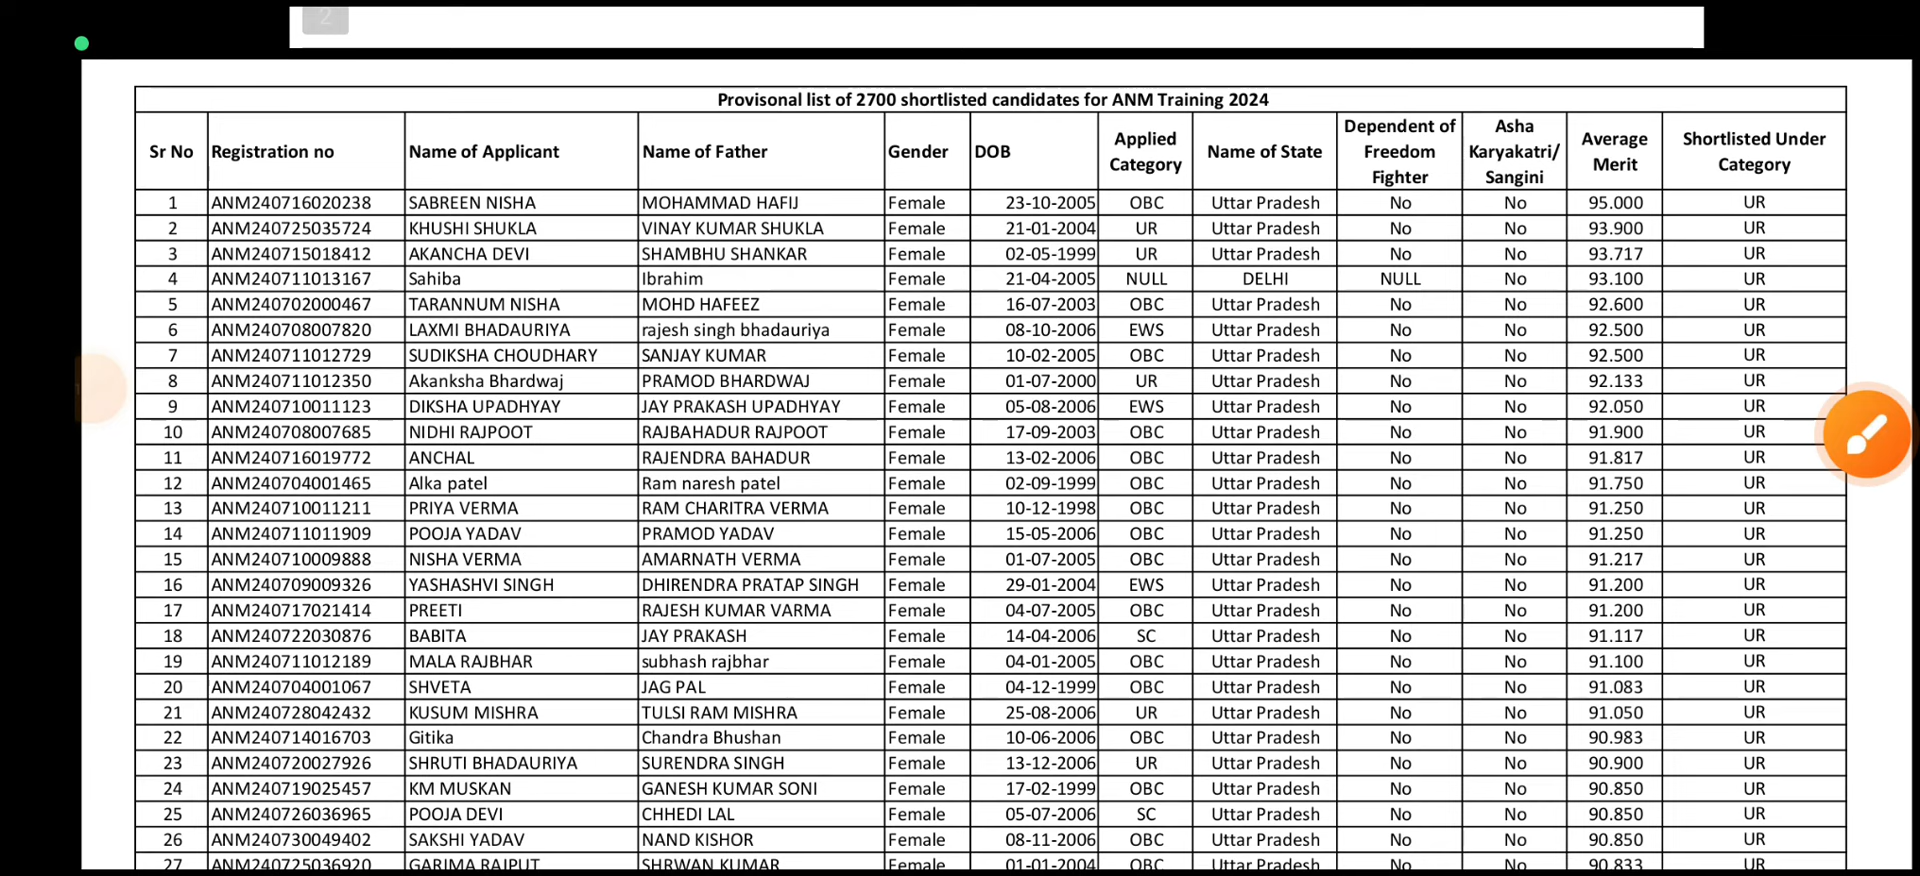 2
Provisonal list of 2700 shortlisted candidates for ANM Training 2024
Sr No Registration no Name of Applicant Name of Father Gender DOB Applied Category Name of State Dependent of Freedom Fighter Asha Karyakatri/ Sangini Average Merit Shortlisted Under Category
1 ANM240716020238 SABREEN NISHA MOHAMMAD HAFIJ Female 23-10-2005 OBC Uttar Pradesh No No 95.000 UR
2 ANM240725035724 KHUSHI SHUKLA VINAY KUMAR SHUKLA Female 21-01-2004 UR Uttar Pradesh No No 93.900 UR
3 ANM240715018412 AKANCHA DEVI SHAMBHU SHANKAR Female 02-05-1999 UR Uttar Pradesh No No 93.717 UR
4 ANM240711013167 Sahiba Ibrahim Female 21-04-2005 NULL DELHI NULL No 93.100 UR
5 ANM240702000467 TARANNUM NISHA MOHD HAFEEZ Female 16-07-2003 OBC Uttar Pradesh No No 92.600 UR
6 ANM240708007820 LAXMI BHADAURIYA rajesh singh bhadauriya Female 08-10-2006 EWS Uttar Pradesh No No 92.500 UR
7 ANM240711012729 SUDIKSHA CHOUDHARY SANJAY KUMAR Female 10-02-2005 OBC Uttar Pradesh No No 92.500 UR
8 ANM240711012350 Akanksha Bhardwaj PRAMOD BHARDWAJ Female 01-07-2000 UR Uttar Pradesh No No 92.133 UR
9 ANM240710011123 DIKSHA UPADHYAY JAY PRAKASH UPADHYAY Female 05-08-2006 EWS Uttar Pradesh No No 92.050 UR
10 ANM240708007685 NIDHI RAJPOOT RAJBAHADUR RAJPOOT Female 17-09-2003 OBC Uttar Pradesh No No 91.900 UR
11 ANM240716019772 ANCHAL RAJENDRA BAHADUR Female 13-02-2006 OBC Uttar Pradesh No No 91.817 UR
12 ANM240704001465 Alka patel Ram naresh patel Female 02-09-1999 OBC Uttar Pradesh No No 91.750 UR
13 ANM240710011211 PRIYA VERMA RAM CHARITRA VERMA Female 10-12-1998 OBC Uttar Pradesh No No 91.250 UR
14 ANM240711011909 POOJA YADAV PRAMOD YADAV Female 15-05-2006 OBC Uttar Pradesh No No 91.250 UR
15 ANM240710009888 NISHA VERMA AMARNATH VERMA Female 01-07-2005 OBC Uttar Pradesh No No 91.217 UR
16 ANM240709009326 YASHASHVI SINGH DHIRENDRA PRATAP SINGH Female 29-01-2004 EWS Uttar Pradesh No No 91.200 UR
17 ANM240717021414 PREETI RAJESH KUMAR VARMA Female 04-07-2005 OBC Uttar Pradesh No No 91.200 UR
18 ANM240722030876 BABITA JAY PRAKASH Female 14-04-2006 SC Uttar Pradesh No No 91.117 UR
19 ANM240711012189 MALA RAJBHAR subhash rajbhar Female 04-01-2005 OBC Uttar Pradesh No No 91.100 UR
20 ANM240704001067 SHVETA JAG PAL Female 04-12-1999 OBC Uttar Pradesh No No 91.083 UR
21 ANM240728042432 KUSUM MISHRA TULSI RAM MISHRA Female 25-08-2006 UR Uttar Pradesh No No 91.050 UR
22 ANM240714016703 Gitika Chandra Bhushan Female 10-06-2006 OBC Uttar Pradesh No No 90.983 UR
23 ANM240720027926 SHRUTI BHADAURIYA SURENDRA SINGH Female 13-12-2006 UR Uttar Pradesh No No 90.900 UR
24 ANM240719025457 KM MUSKAN GANESH KUMAR SONI Female 17-02-1999 OBC Uttar Pradesh No No 90.850 UR
25 ANM240726036965 POOJA DEVI CHHEDI LAL Female 05-07-2006 SC Uttar Pradesh No No 90.850 UR
26 ANM240730049402 SAKSHI YADAV NAND KISHOR Female 08-11-2006 OBC Uttar Pradesh No No 90.850 UR
27 ANM240725036920 GARIMA RAJPUT SHRWAN KUMAR Female 01-01-2004 OBC Uttar Pradesh No No 90.833 UR